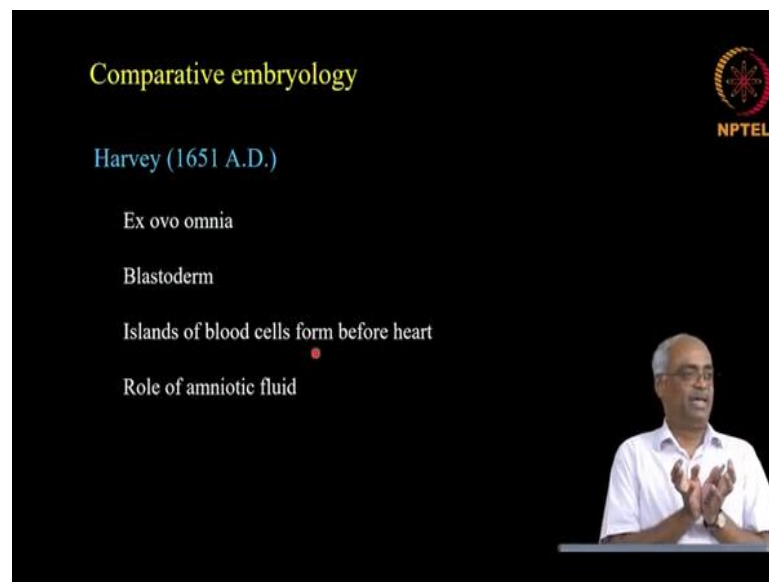 Comparative embryology
NPTEL
Harvey (1651 A.D.)
Ex ovo omnia
Blastoderm
Islands of blood cells form before heart
Role of amniotic fluid